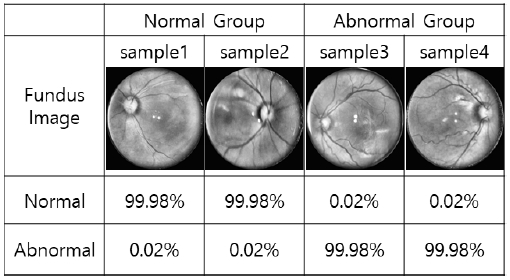 Normal Group Abnormal Group
sample1 sample2 sample3 sample4
Fundus
Image
Normal 99.98% 99.98% 0.02% 0.02%
Abnormal 0.02% 0.02% 99.98% 99.98%